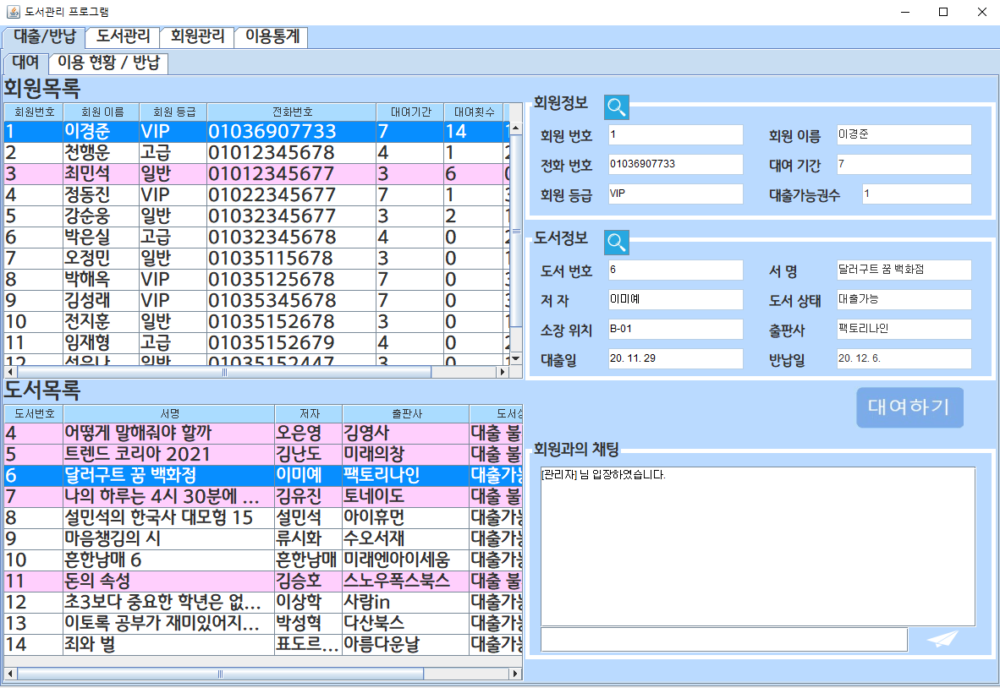 도서관리 프로그램
대출/반납 도서관리 회원관리 이용통계
대여 이용 현황 / 반납
회원목록
회원번호 회원 이름 회원 등급 전화번호 대여기간 대여횟수
1 이경준 VIP 01036907733 7 14
2 천행운 고급 01012345678 4 1
3 최민석 일반 01012345677 3 6
4 정동진 VIP 01022345677 7 1
5 강순웅 일반 01032345677 3 2
6 박은실 고급 01032345678 4 0
7 오정민 일반 01035115678 3 0
8 박해옥 VIP 01035125678 7 0
9 김성래 VIP 01035345678 7 0
10 전지훈 일반 01035152678 3 0
11 임재형 고급 01035152679 4 0
12 일반 01035152447 3 0
도서목록
도서번호 서명 저자 출판사 도서상
4 어떻게 말해줘야 할까 오은영 김영사 대출 불
5 트렌드 코리아 2021 김난도 미래의창 대출 불
6 달러구트 꿈 백화점 이미예 팩토리나인 대출가능
7 나의 하루는 4시 30분에 ... 김유진 토네이도 대출 불
8 설민석의 한국사 대모험 15 설민석 아이휴먼 대출가능
9 마음챙김의 시 류시화 수오서재 대출가능
10 흔한남매 6 흔한남매 미래엔아이세움 대출가능
11 돈의 속성 김승호 스노우폭스북스 대출 불
12 초3보다 중요한 학년은 없... 이상학 사람in 대출가능
13 이토록 공부가 재미있어지... 박성혁 다산북스 대출가능
14 죄와 벌 표도르... 아름다운날 대출가능
회원정보
회원 번호 1 회원 이름 이경준
전화 번호 01036907733 대여 기간 7
회원 등급 VIP 대출가능권수 1
도서정보
도서 번호 6 서 명 달러구트 꿈 백화점
저 자 이미예 도서 상태 대출가능
소장 위치 B-01 출판사 팩토리나인
대출일 20. 11. 29 반납일 20. 12. 6.
대여하기
회원과의 채팅
[관리자] 님 입장하였습니다.